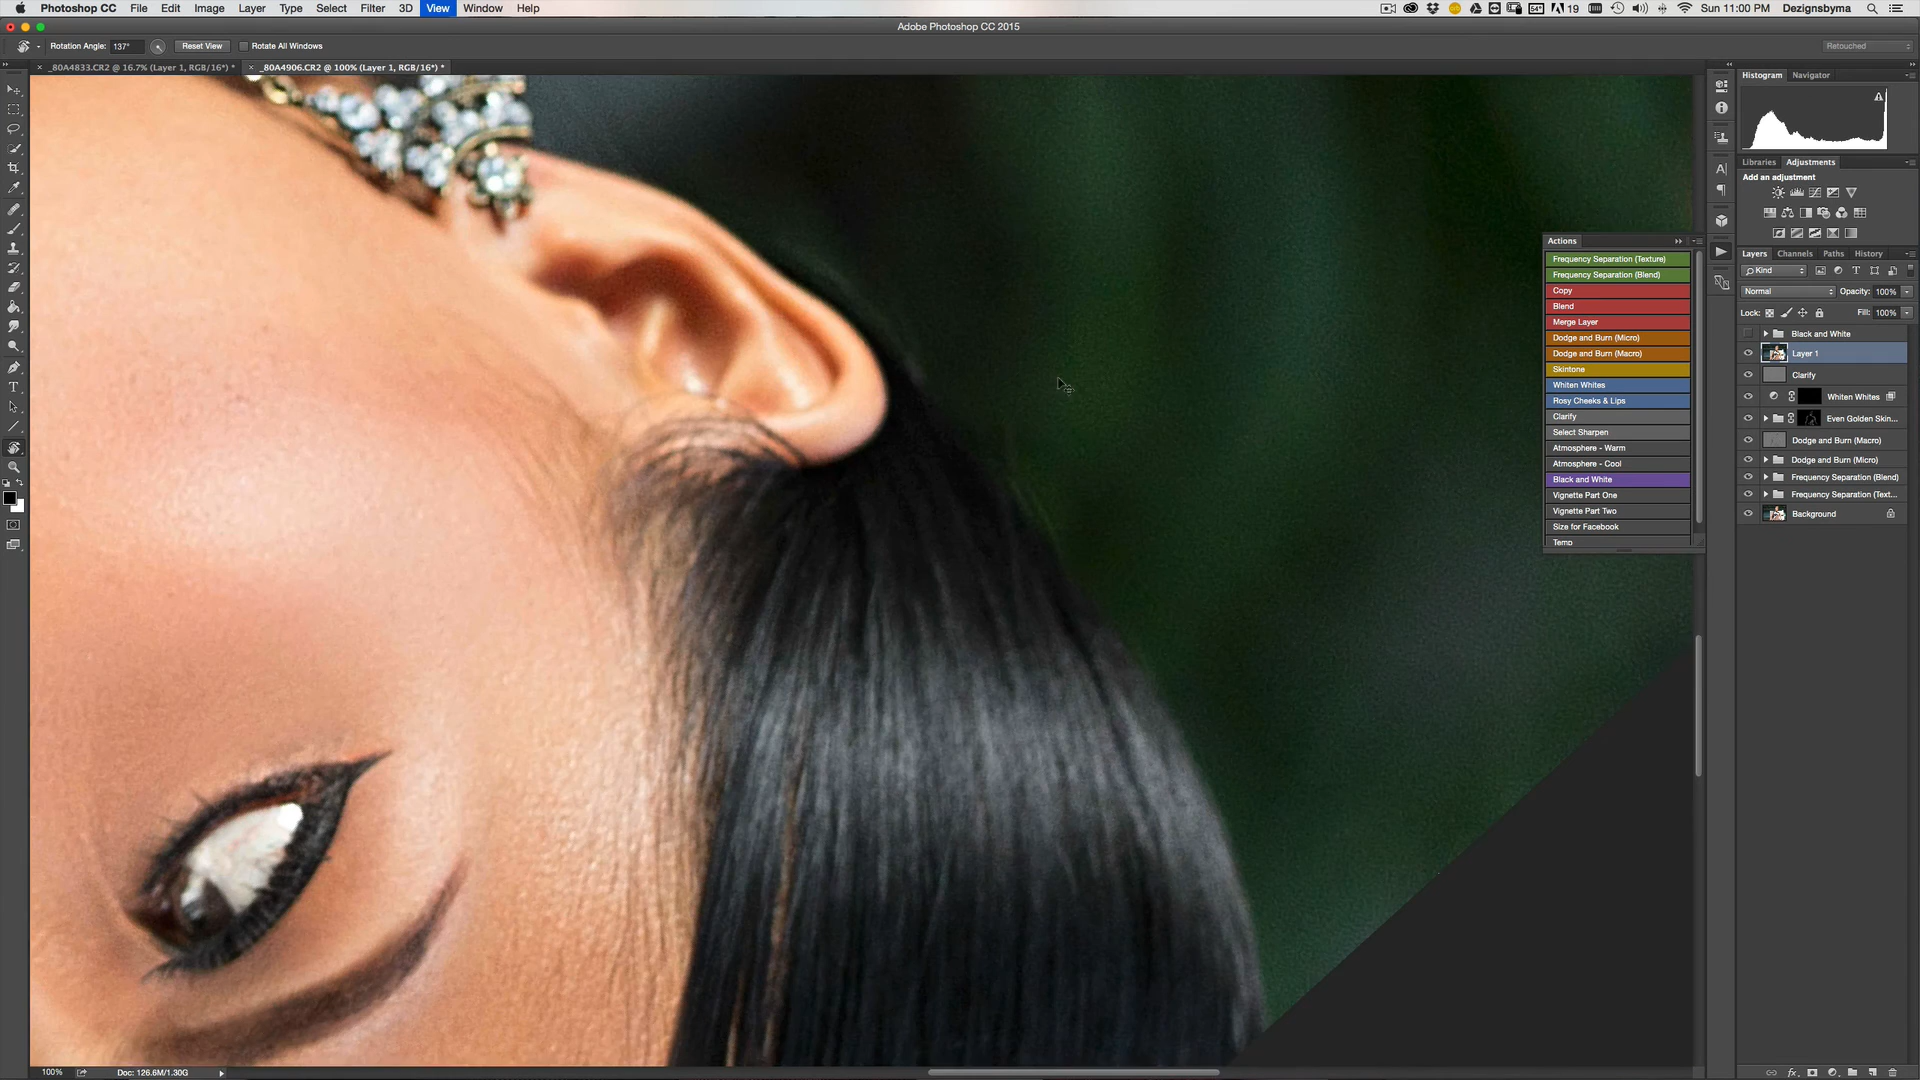 Photoshop CC File Edit Image Layer Type Select Filter 3D View Window Help 54° 19 Sun 11:00 PM Dezignsbyma
Adobe Photoshop CC 2015
Rotation Angle: 137° Reset View Rotate All Windows Retouched
_80A4833.CR2 @ 16.7% (Layer 1, RGB/16*) * _80A4906.CR2 @ 100% (Layer 1, RGB/16*) *
Histogram Navigator
Libraries Adjustments
Add an adjustment
Actions
Frequency Separation (Texture)
Frequency Separation (Blend)
Copy
Blend
Merge Layer
Dodge and Burn (Micro)
Dodge and Burn (Macro)
Skintone
Whiten Whites
Rosy Cheeks & Lips
Clarify
Select Sharpen
Atmosphere - Warm
Atmosphere - Cool
Black and White
Vignette Part One
Vignette Part Two
Size for Facebook
Temp
Layers Channels Paths History
Kind
Normal Opacity: 100%
Lock: Fill: 100%
Black and White
Layer 1
Clarify
Whiten Whites
Even Golden Skin...
Dodge and Burn (Macro)
Dodge and Burn (Micro)
Frequency Separation (Blend)
Frequency Separation (Text...
Background
100% Doc: 126.6M/1.30G